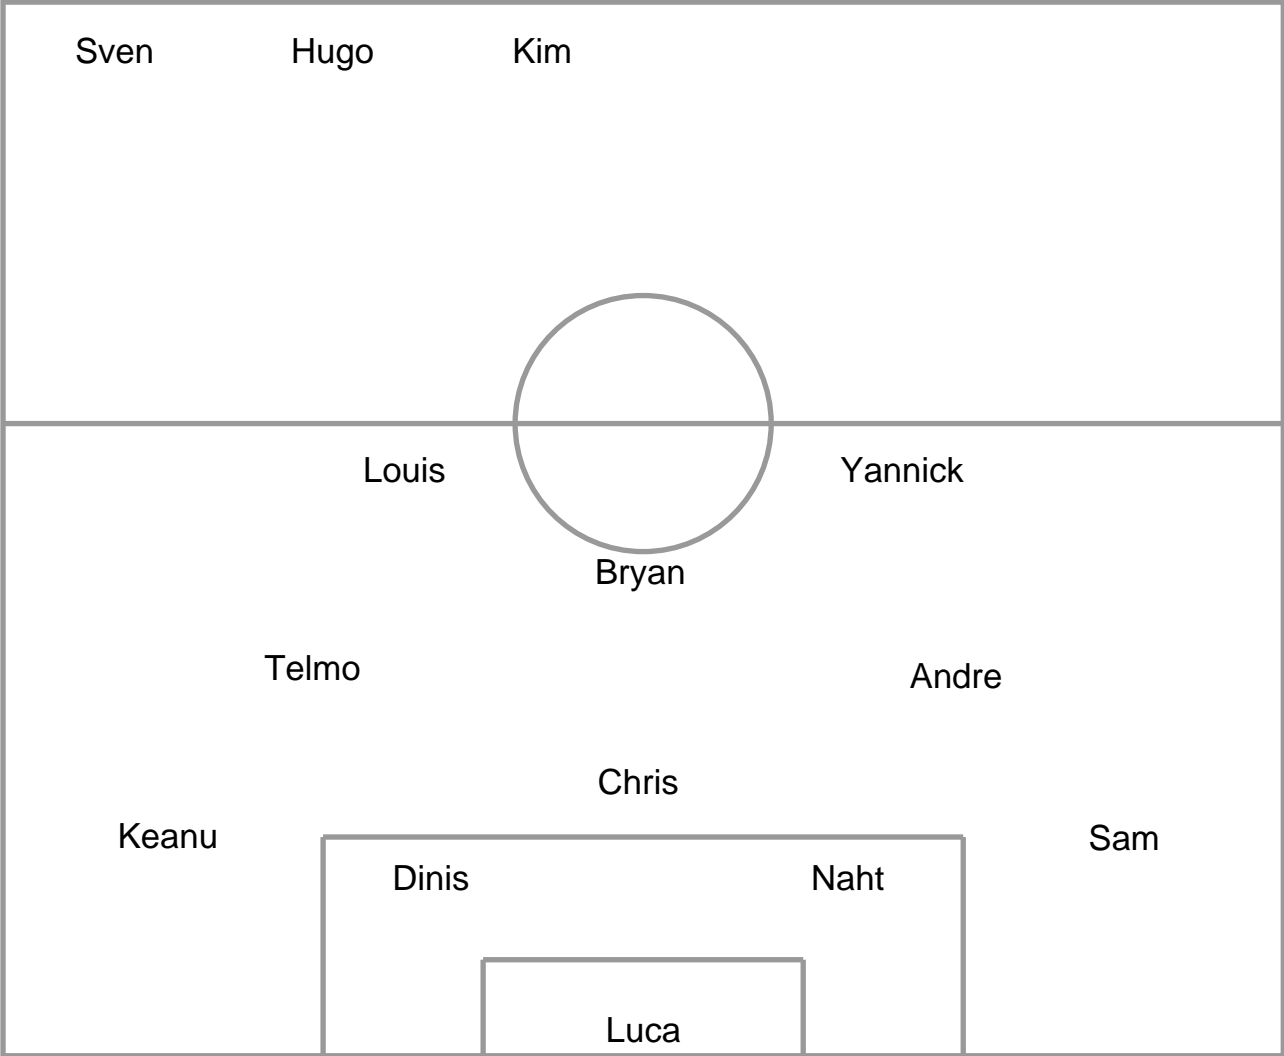 Sven Hugo Kim
Louis Yannick
Bryan
Telmo Andre
Chris
Keanu Sam
Dinis Naht
Luca